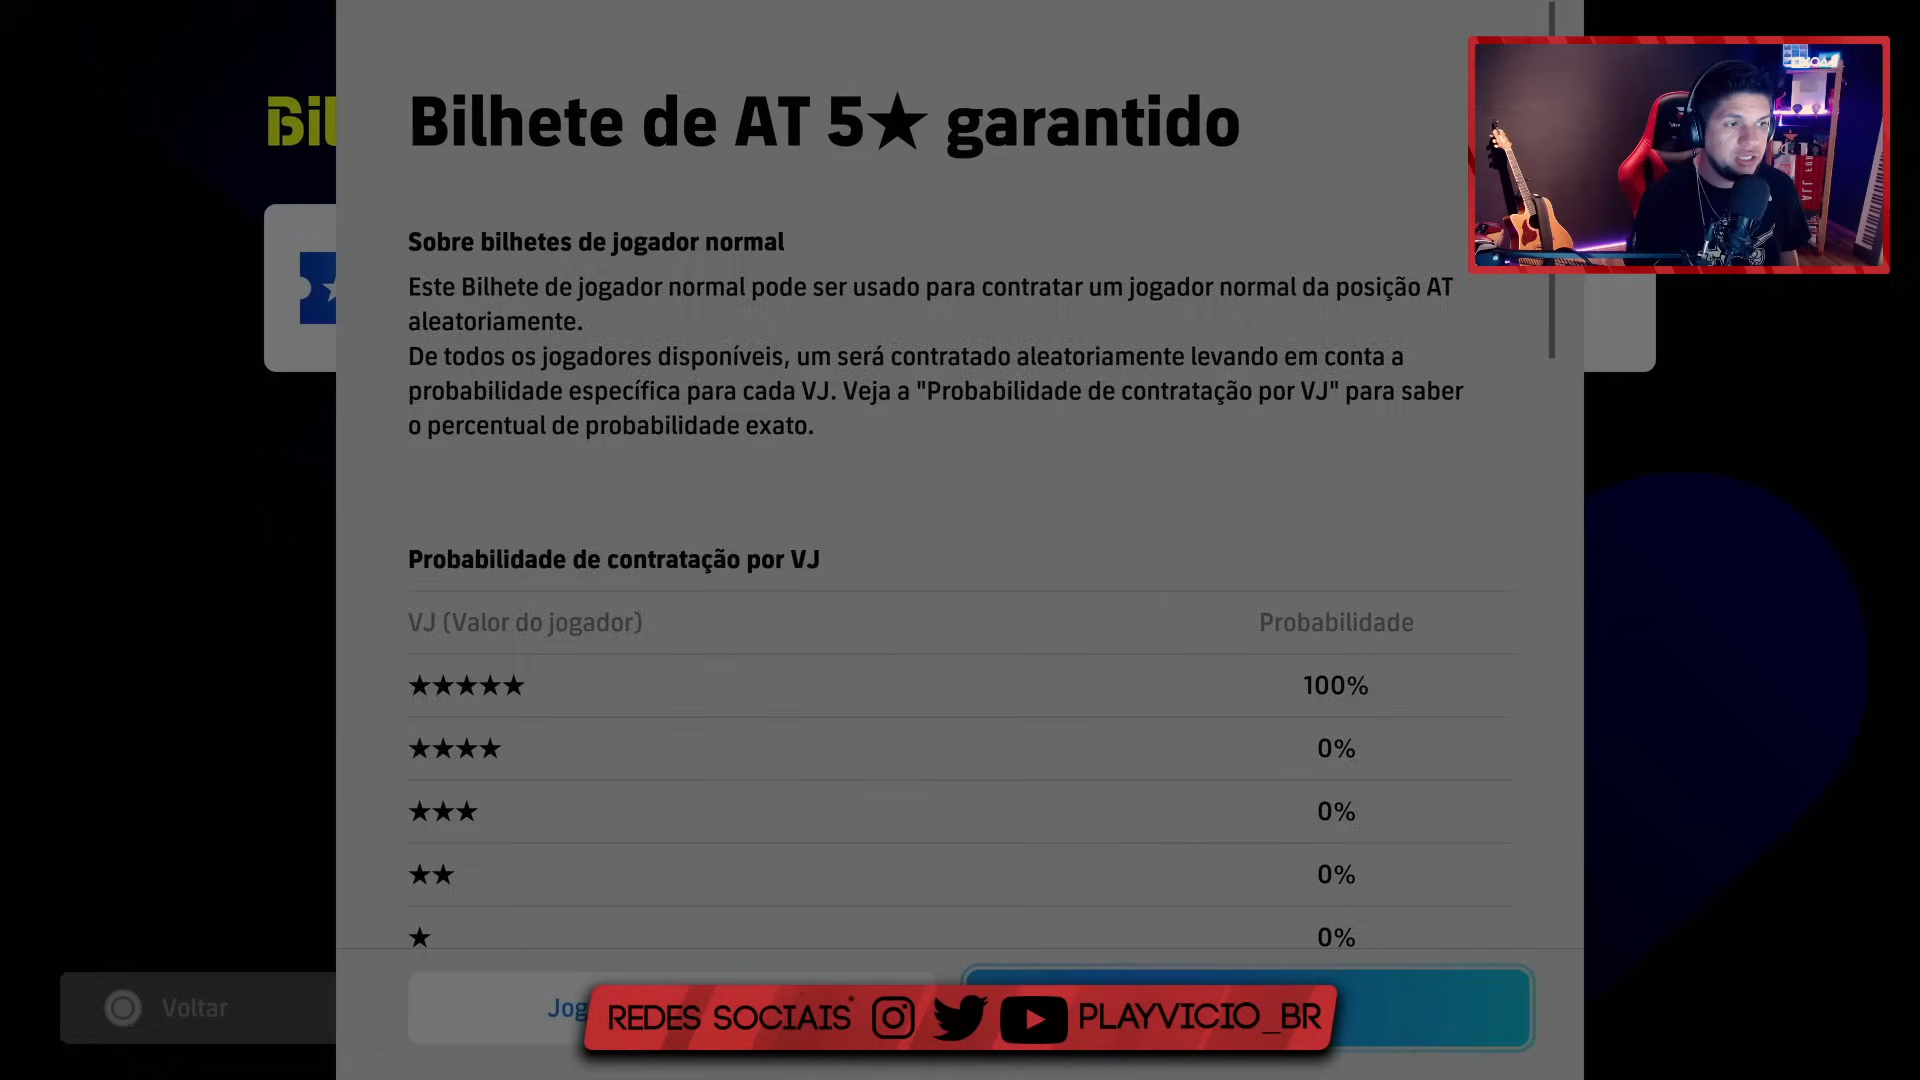 Bil
Bilhete de AT 5★ garantido
Sobre bilhetes de jogador normal
Este Bilhete de jogador normal pode ser usado para contratar um jogador normal da posição AT
aleatoriamente.
De todos os jogadores disponíveis, um será contratado aleatoriamente levando em conta a
probabilidade específica para cada VJ. Veja a "Probabilidade de contratação por VJ" para saber
o percentual de probabilidade exato.
Probabilidade de contratação por VJ
VJ (Valor do jogador) Probabilidade
★★★★★ 100%
★★★★ 0%
★★★ 0%
★★ 0%
★ 0%
Voltar
Jog
REDES SOCIAIS PLAYVICIO_BR